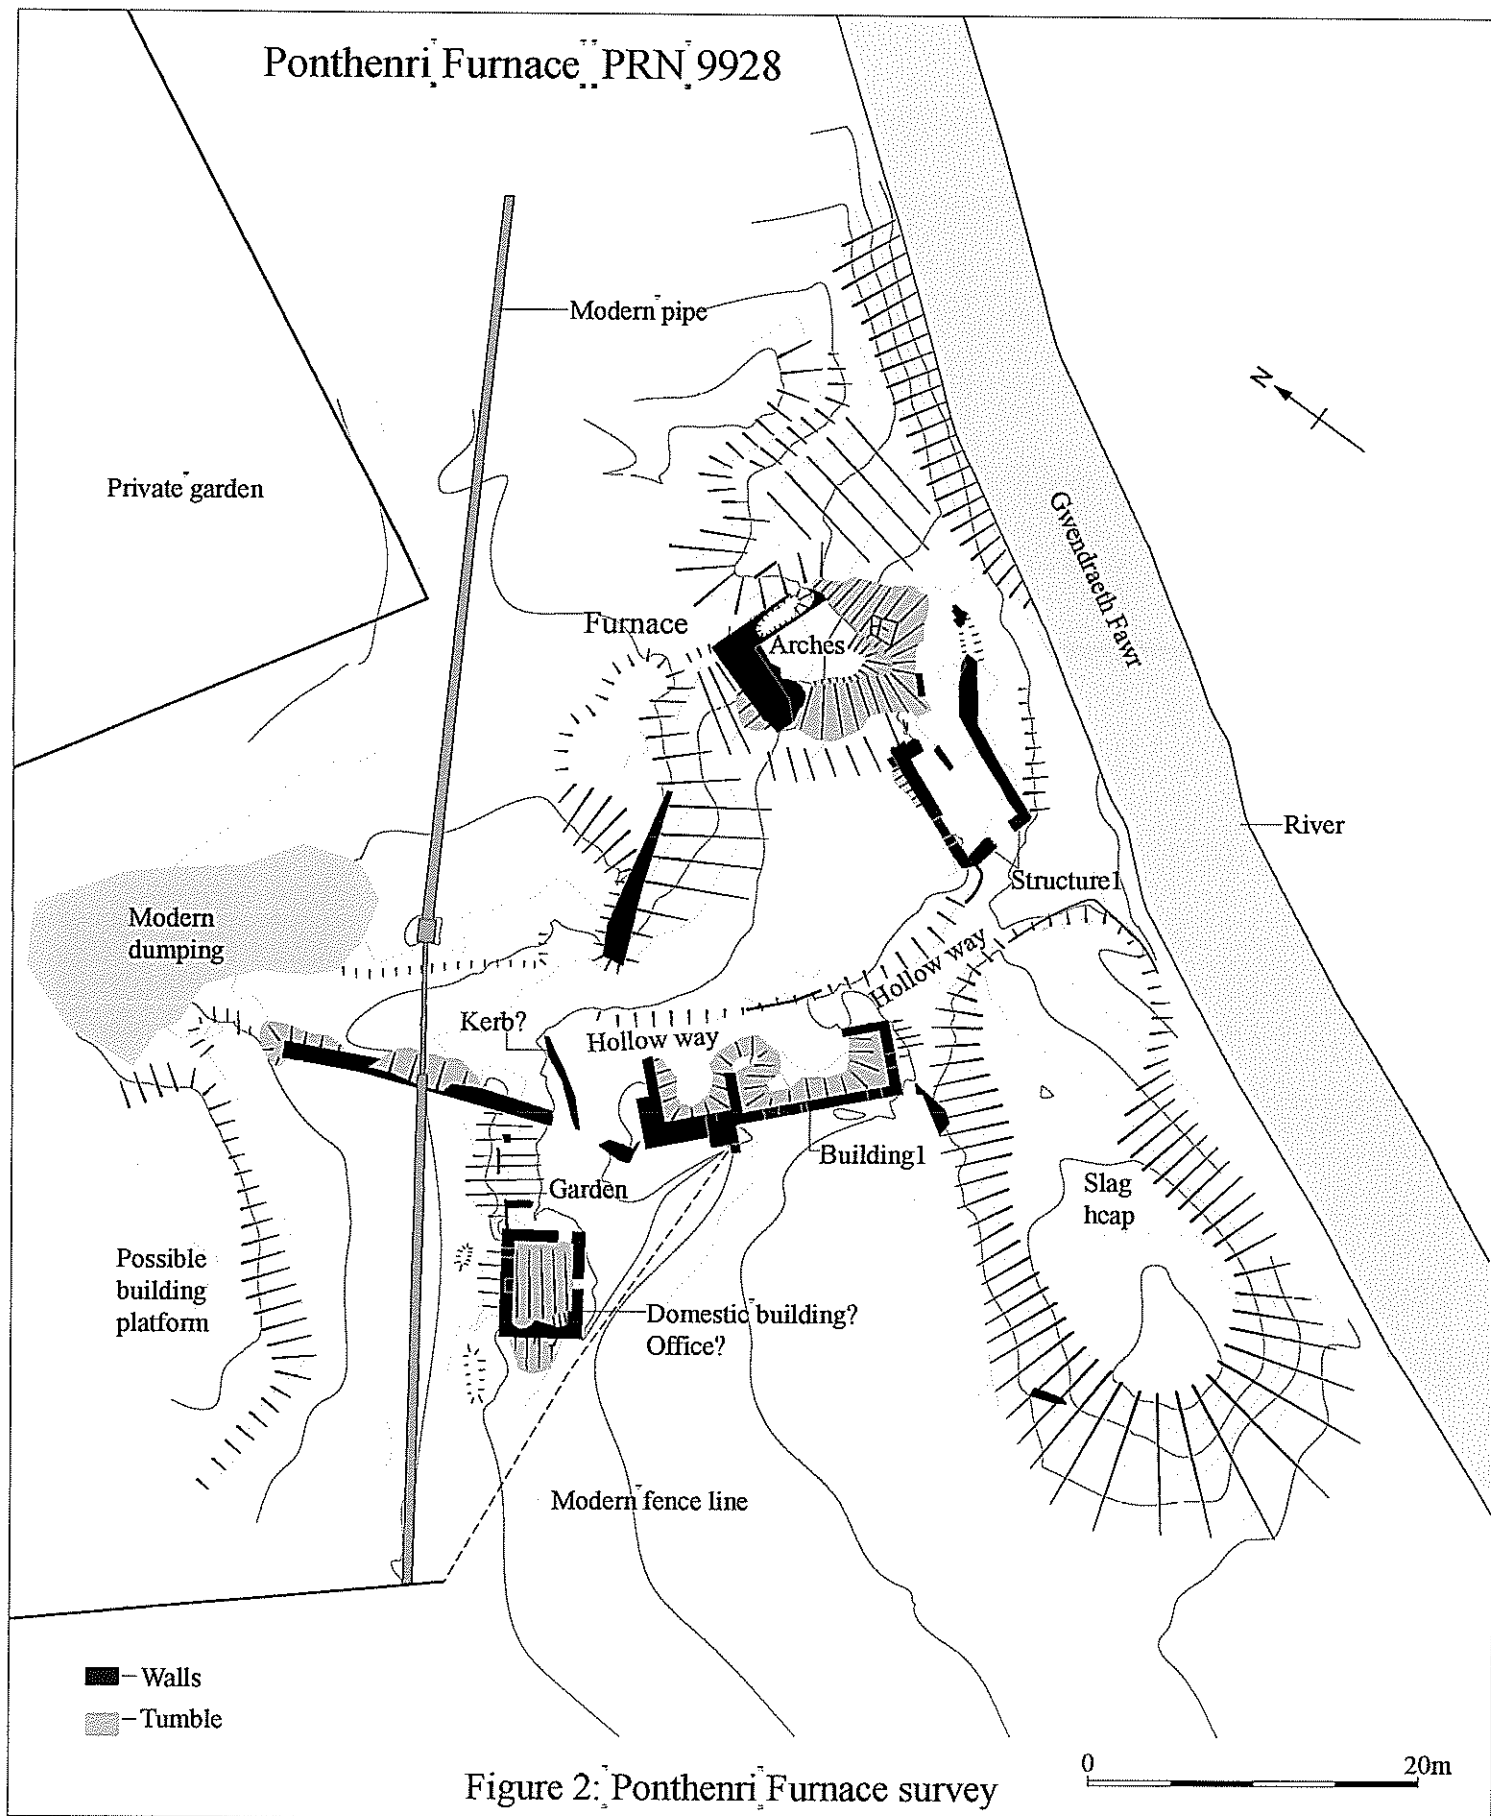 Ponthenri Furnace PRN 9928
Modern pipe
N
Private garden
Gwendraeth Fawr
Furnace
Arches
River
Structure1
Modern
dumping
Hollow way
Kerb?
Hollow way
Building1
Garden
Slag
heap
Possible
building
platform
Domestic building?
Office?
Modern fence line
Walls
Tumble
0 20m
Figure 2: Ponthenri Furnace survey